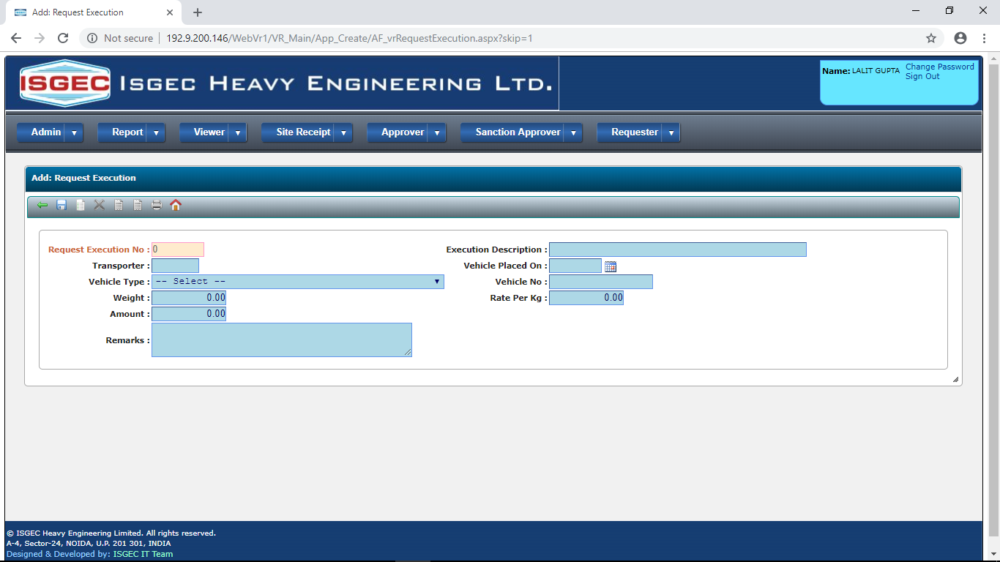 Add: Request Execution
Not secure | 192.9.200.146/WebVr1/VR_Main/App_Create/AF_vrRequestExecution.aspx?skip=1
ISGEC ISGEC HEAVY ENGINEERING LTD.
Name: LALIT GUPTA Change Password
Sign Out
Admin Report Viewer Site Receipt Approver Sanction Approver Requester
Add: Request Execution
Request Execution No : 0 Execution Description :
Transporter : Vehicle Placed On :
Vehicle Type : -- Select -- Vehicle No :
Weight : 0.00 Rate Per Kg : 0.00
Amount : 0.00
Remarks :
© ISGEC Heavy Engineering Limited. All rights reserved.
A-4, Sector-24, NOIDA, U.P. 201 301, INDIA
Designed & Developed by: ISGEC IT Team